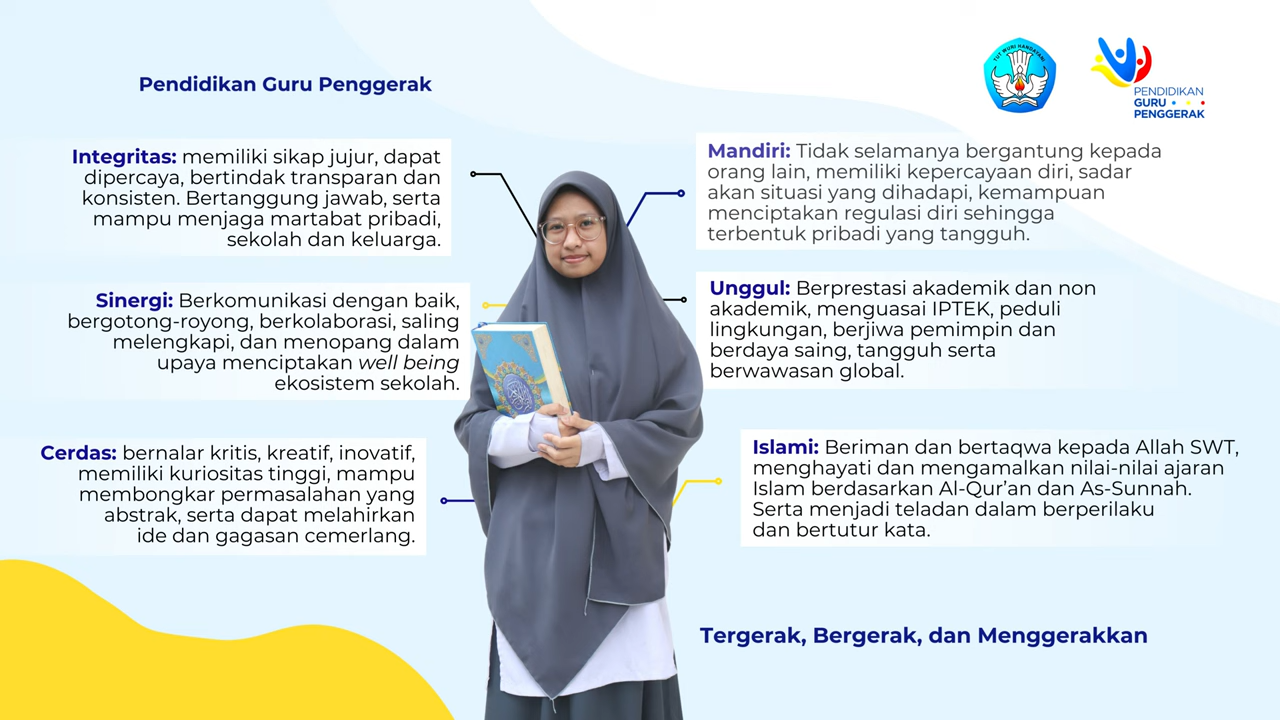 Pendidikan Guru Penggerak
TUT WURI HANDAYANI
PENDIDIKAN
GURU
PENGGERAK
Integritas: memiliki sikap jujur, dapat
dipercaya, bertindak transparan dan
konsisten. Bertanggung jawab, serta
mampu menjaga martabat pribadi,
sekolah dan keluarga.
Sinergi: Berkomunikasi dengan baik,
bergotong-royong, berkolaborasi, saling
melengkapi, dan menopang dalam
upaya menciptakan well being
ekosistem sekolah.
Cerdas: bernalar kritis, kreatif, inovatif,
memiliki kuriositas tinggi, mampu
membongkar permasalahan yang
abstrak, serta dapat melahirkan
ide dan gagasan cemerlang.
Mandiri: Tidak selamanya bergantung kepada
orang lain, memiliki kepercayaan diri, sadar
akan situasi yang dihadapi, kemampuan
menciptakan regulasi diri sehingga
terbentuk pribadi yang tangguh.
Unggul: Berprestasi akademik dan non
akademik, menguasai IPTEK, peduli
lingkungan, berjiwa pemimpin dan
berdaya saing, tangguh serta
berwawasan global.
Islami: Beriman dan bertaqwa kepada Allah SWT,
menghayati dan mengamalkan nilai-nilai ajaran
Islam berdasarkan Al-Qur’an dan As-Sunnah.
Serta menjadi teladan dalam berperilaku
dan bertutur kata.
Tergerak, Bergerak, dan Menggerakkan